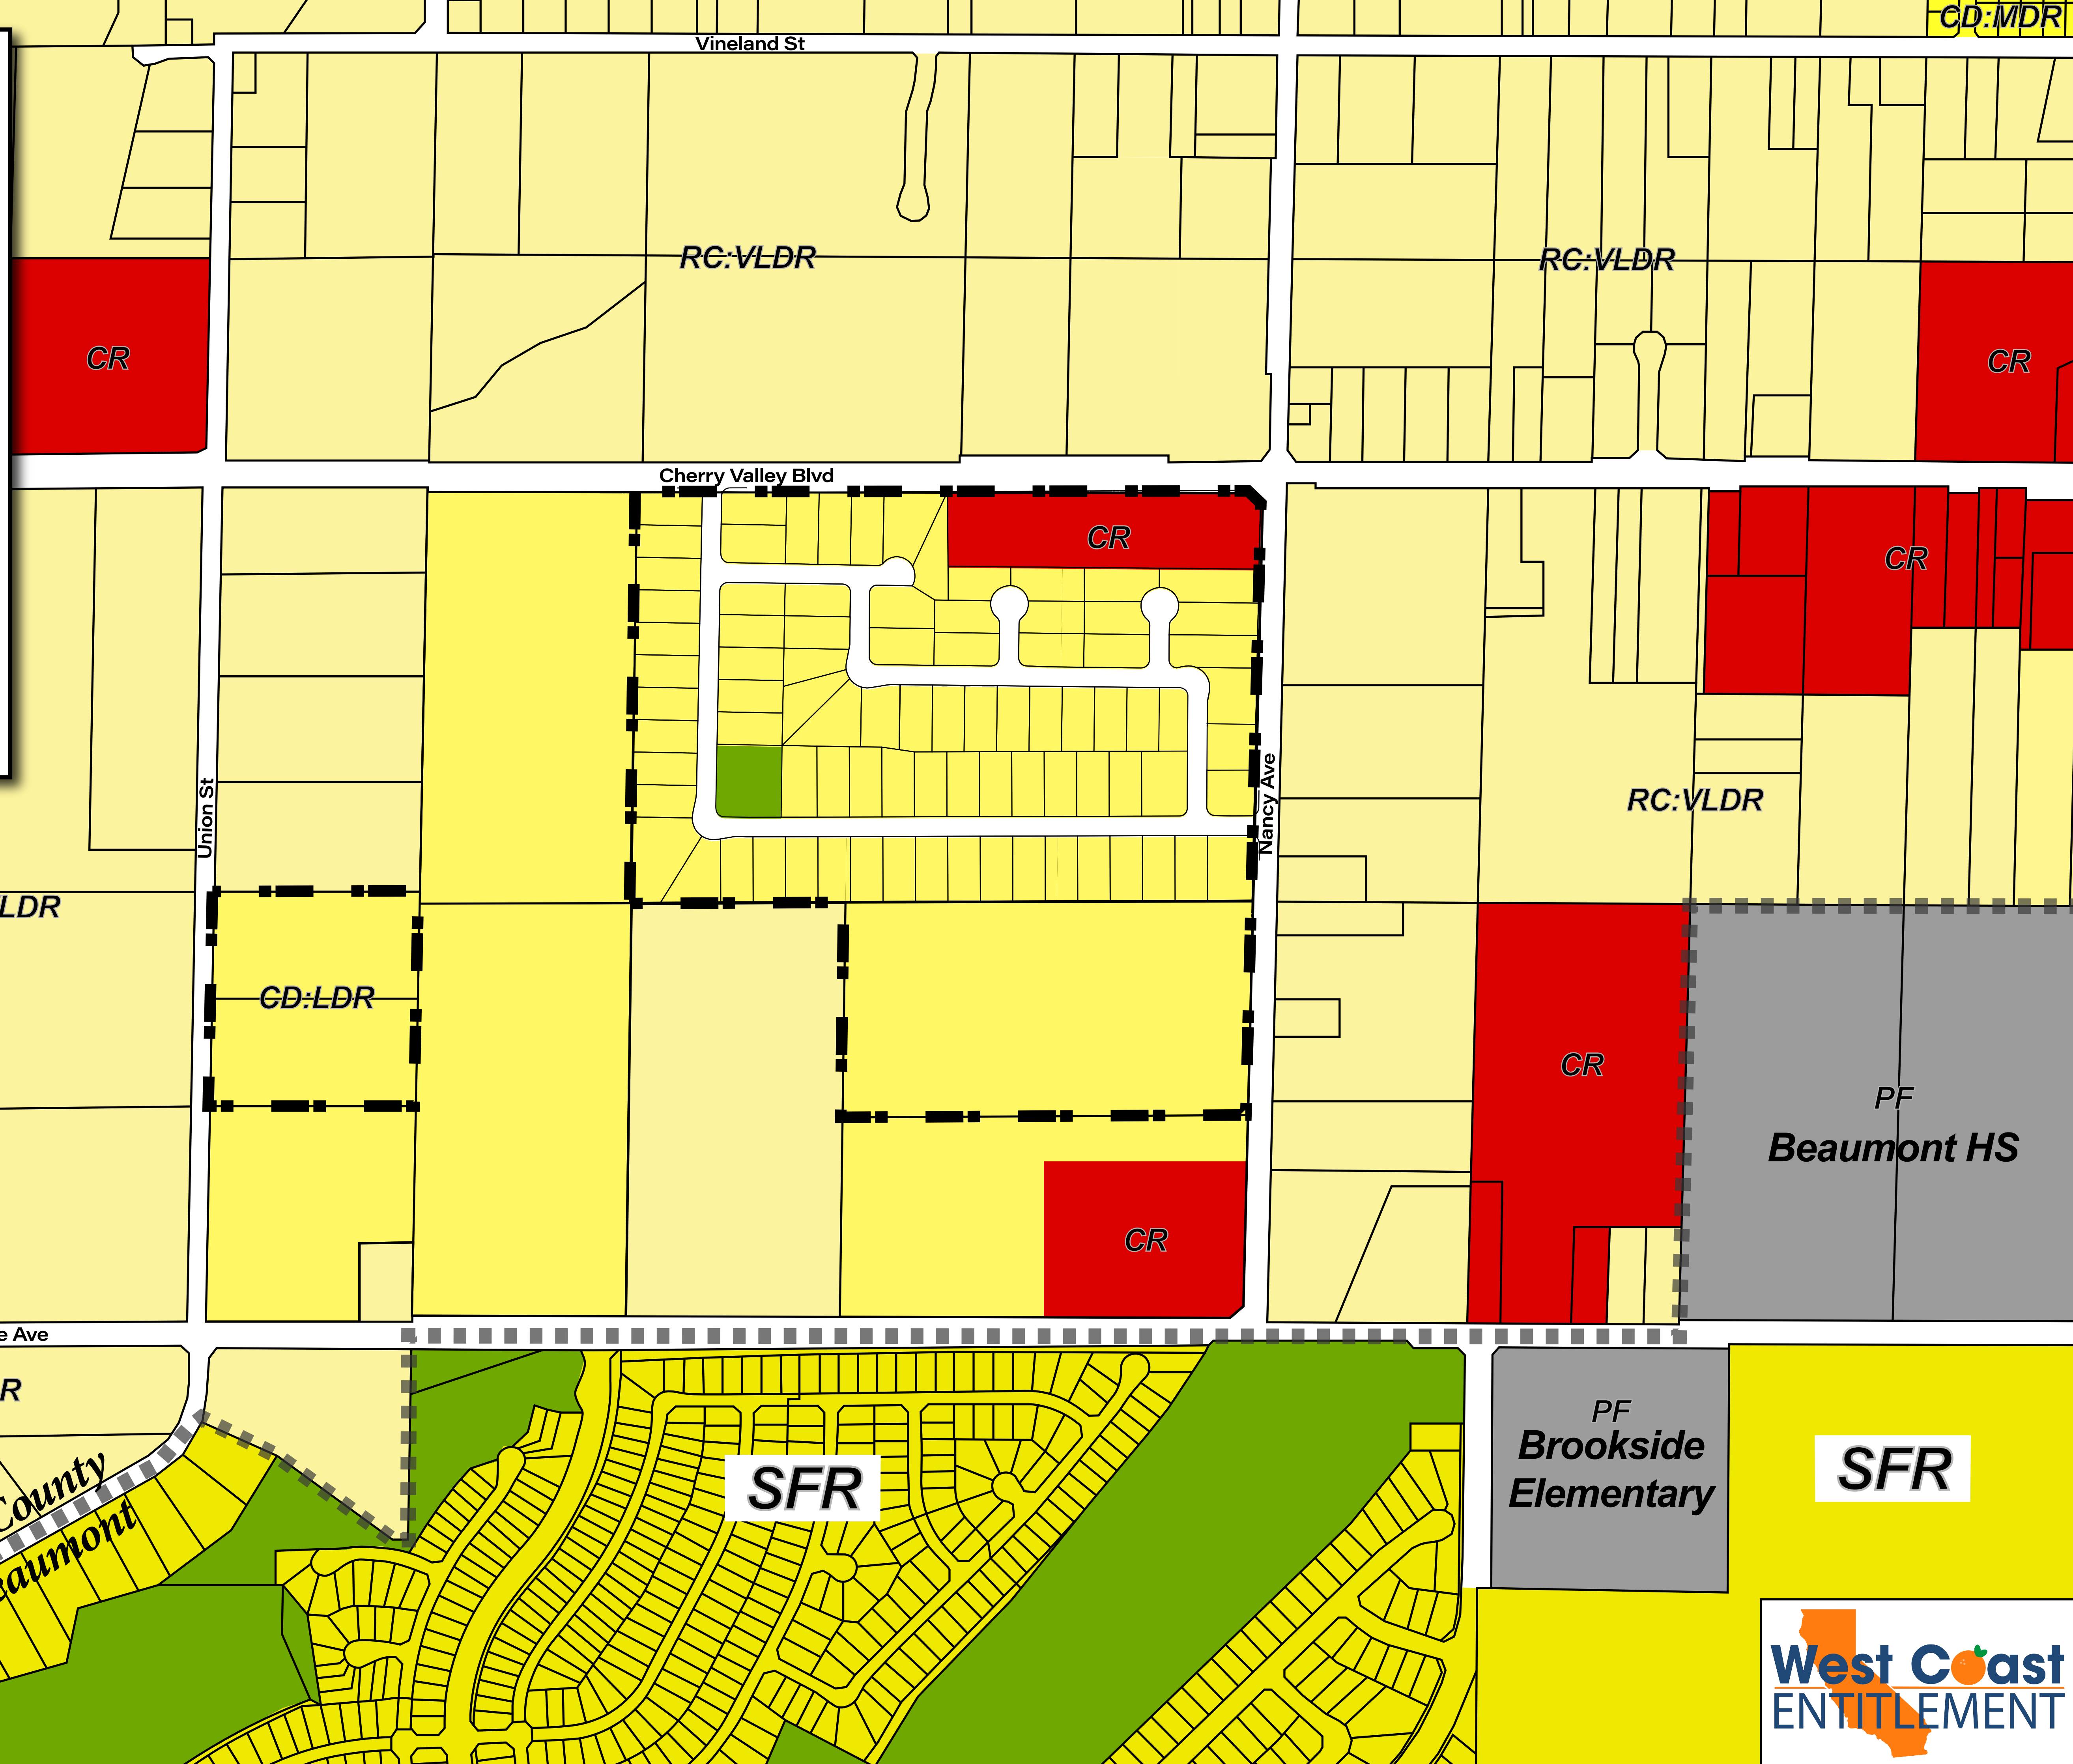 CD:MDR
Vineland St
RC:VLDR
RC:VLDR
CR
CR
Cherry Valley Blvd
CR
CR
Union St
Nancy Ave
RC:VLDR
LDR
CD:LDR
CR
PF
Beaumont HS
CR
e Ave
R
PF
Brookside
Elementary
SFR
SFR
County
eaumont
West Coast
ENTITLEMENT